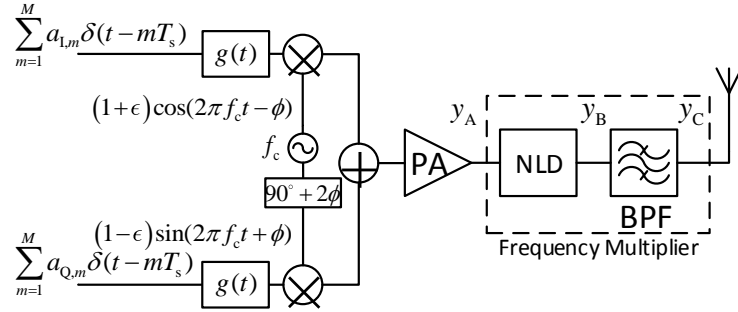 ∑_{m=1}^{M} a_{I,m} δ(t − mT_s)
g(t)
(1+ϵ)cos(2πf_c t − ϕ)
f_c
90° + 2ϕ
(1−ϵ)sin(2πf_c t + ϕ)
∑_{m=1}^{M} a_{Q,m} δ(t − mT_s)
g(t)
PA
y_A
NLD
y_B
BPF
y_C
Frequency Multiplier